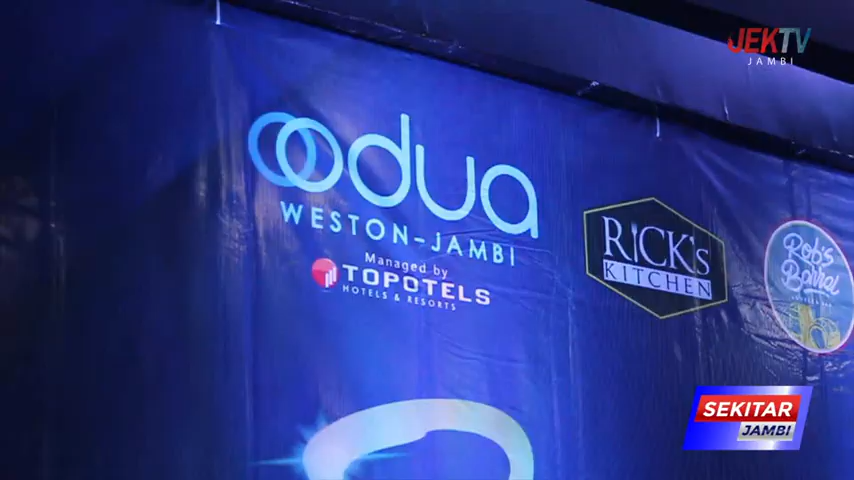 JEKTV
JAMBI
odua
WESTON-JAMBI
Managed by
TOPOTELS
HOTELS & RESORTS
RICK'S
KITCHEN
Rob's
Barrel
SEKITAR
JAMBI